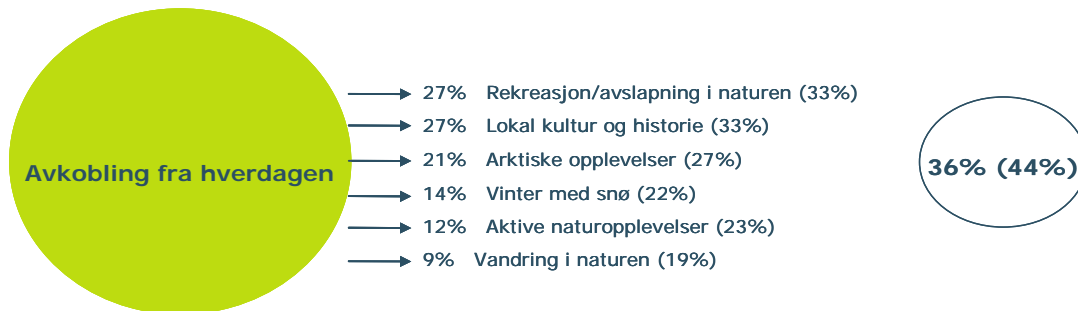 Avkobling fra hverdagen
27% Rekreasjon/avslapning i naturen (33%)
27% Lokal kultur og historie (33%)
21% Arktiske opplevelser (27%)
14% Vinter med snø (22%)
12% Aktive naturopplevelser (23%)
9% Vandring i naturen (19%)
36% (44%)